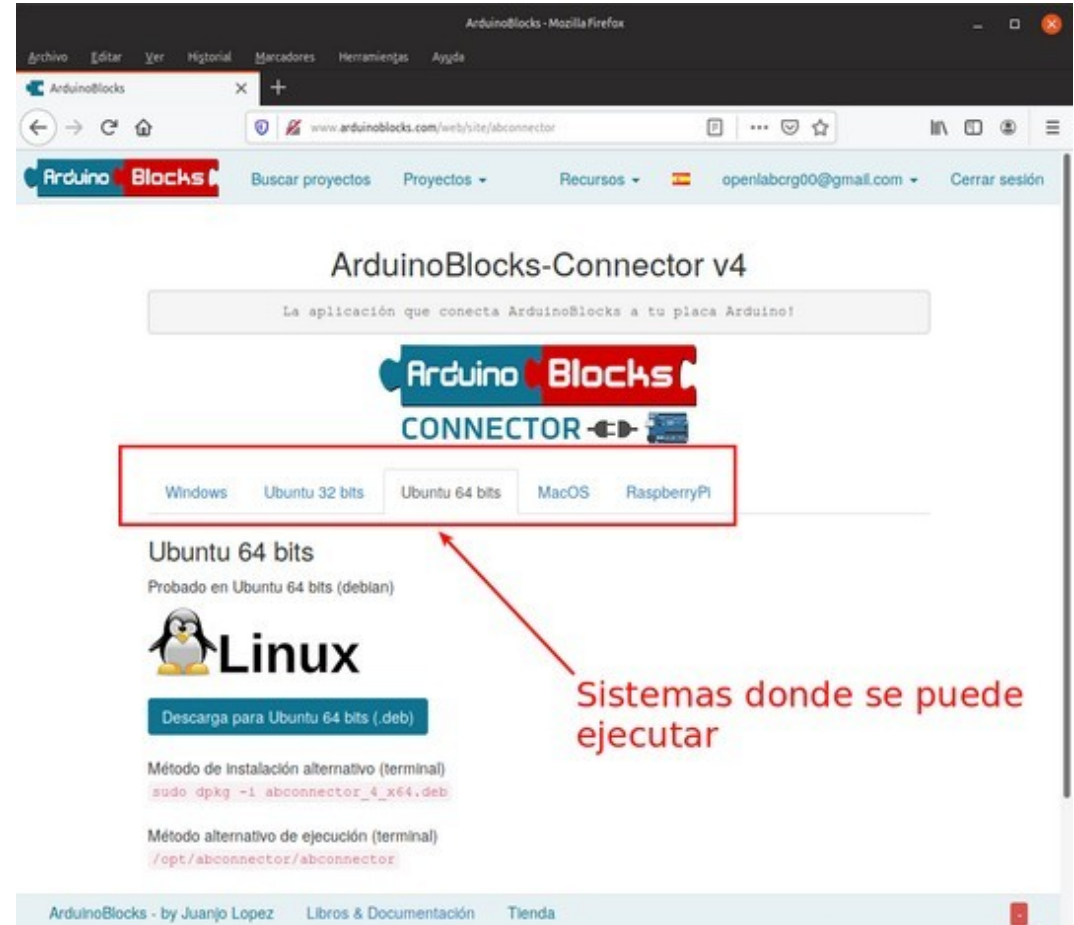 ArduinoBlocks - Mozilla Firefox
Archivo Editar Ver Historial Marcadores Herramientas Ayuda
ArduinoBlocks
www.arduinoblocks.com/web/site/abconnector
Arduino Blocks Buscar proyectos Proyectos Recursos openlabcrg00@gmail.com Cerrar sesión
ArduinoBlocks-Connector v4
La aplicación que conecta ArduinoBlocks a tu placa Arduino!
Arduino Blocks
CONNECTOR
Windows Ubuntu 32 bits Ubuntu 64 bits MacOS RaspberryPi
Ubuntu 64 bits
Probado en Ubuntu 64 bits (debian)
Linux
Sistemas donde se puede
ejecutar
Descarga para Ubuntu 64 bits (.deb)
Método de instalación alternativo (terminal)
sudo dpkg -i abconnector_4_x64.deb
Método alternativo de ejecución (terminal)
/opt/abconnector/abconnector
ArduinoBlocks - by Juanjo Lopez Libros & Documentación Tienda